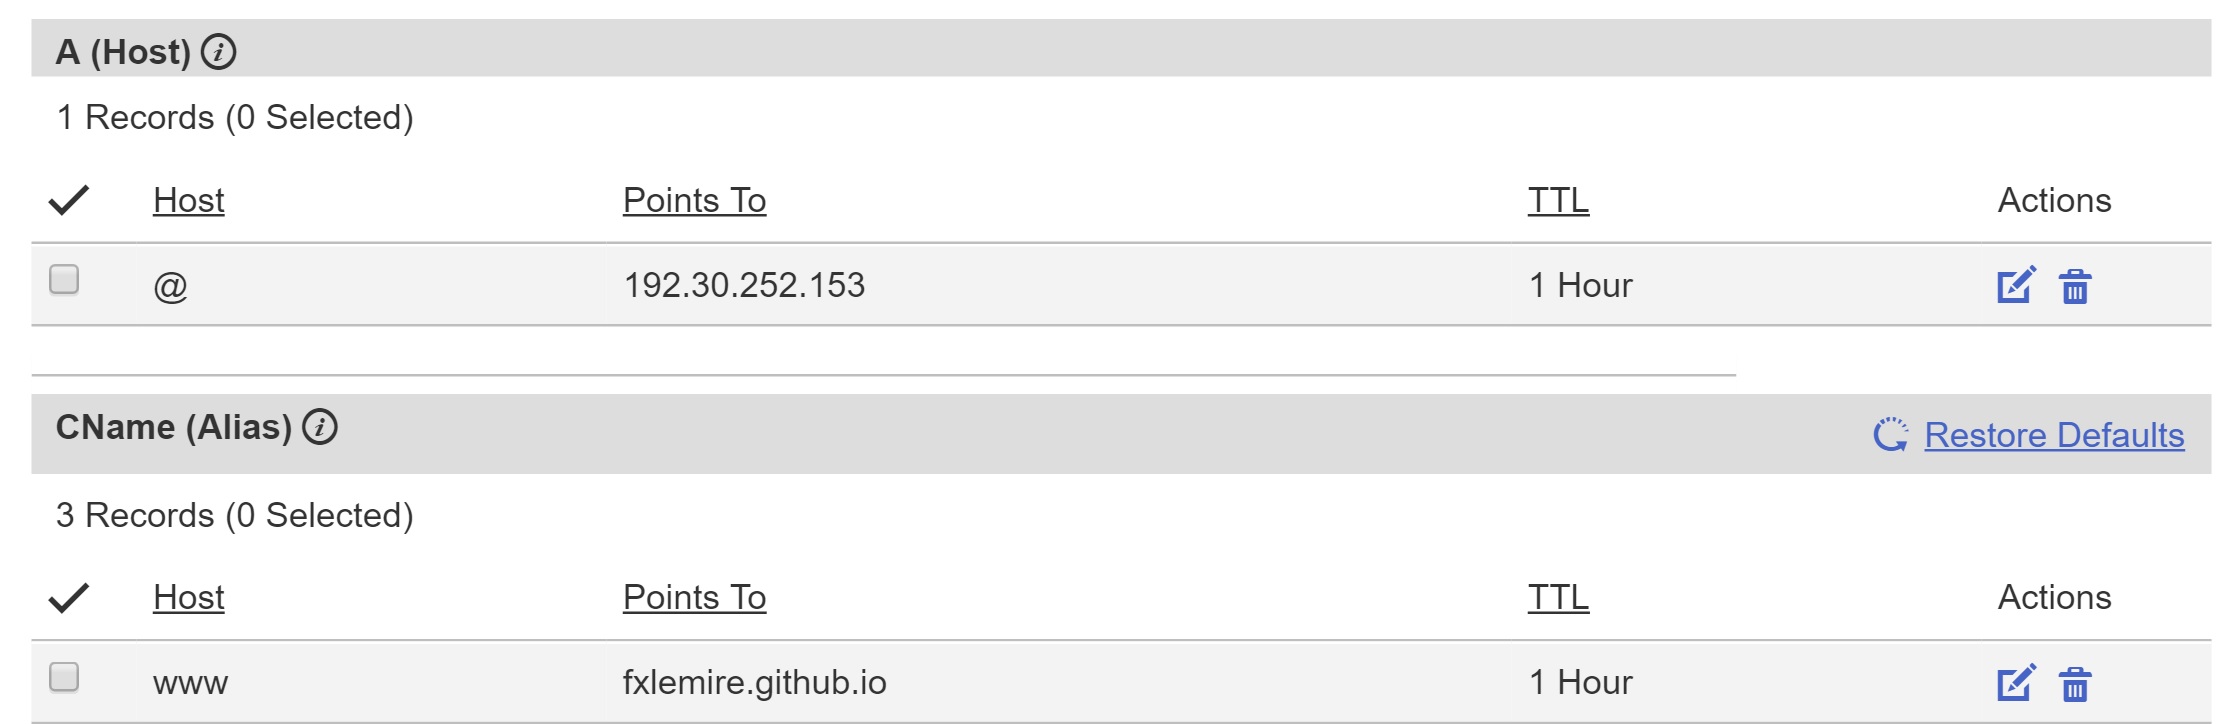 A (Host)
1 Records (0 Selected)
Host Points To TTL Actions
@ 192.30.252.153 1 Hour
CName (Alias) Restore Defaults
3 Records (0 Selected)
Host Points To TTL Actions
www fxlemire.github.io 1 Hour